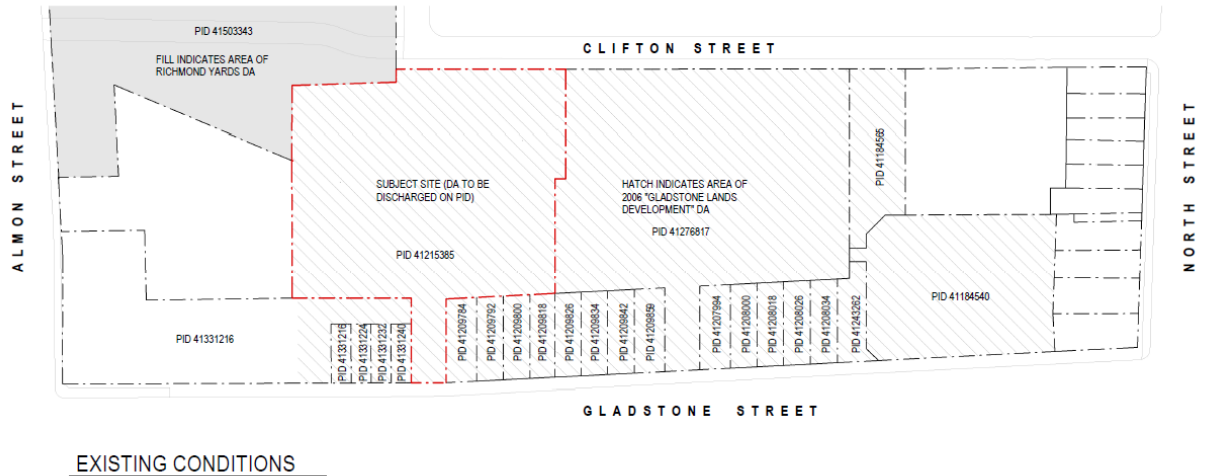 PID 41503343
FILL INDICATES AREA OF
RICHMOND YARDS DA
CLIFTON STREET
ALMON STREET
NORTH STREET
SUBJECT SITE (DA TO BE
DISCHARGED ON PID)
PID 41215385
HATCH INDICATES AREA OF
2006 "GLADSTONE LANDS
DEVELOPMENT" DA
PID 41276817
PID 41184565
PID 41184540
PID 41331216
PID 41331216
PID 41331224
PID 41331232
PID 41331240
PID 41209784
PID 41209792
PID 41209800
PID 41209818
PID 41209826
PID 41209834
PID 41209842
PID 41209859
PID 41207994
PID 41208000
PID 41208018
PID 41208026
PID 41208034
PID 41243262
GLADSTONE STREET
EXISTING CONDITIONS